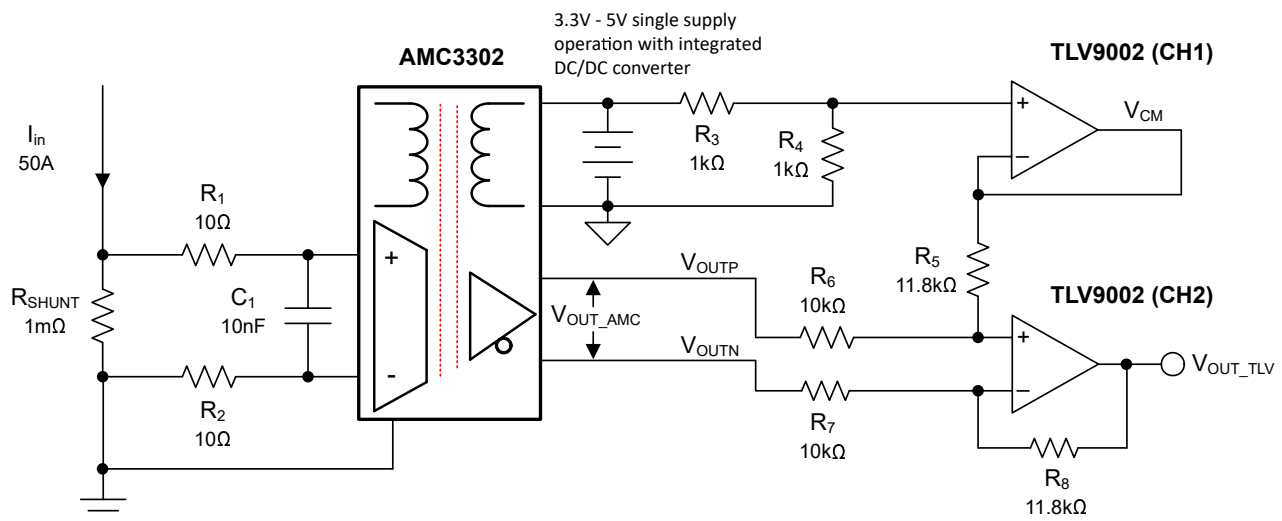 3.3V - 5V single supply
operation with integrated
DC/DC converter
AMC3302
TLV9002 (CH1)
I_in
50A
R_1
10Ω
R_SHUNT
1mΩ
C_1
10nF
R_2
10Ω
+
-
R_3
1kΩ
R_4
1kΩ
+
−
V_CM
R_5
11.8kΩ
V_OUTP
V_OUT_AMC
V_OUTN
R_6
10kΩ
R_7
10kΩ
TLV9002 (CH2)
+
−
V_OUT_TLV
R_8
11.8kΩ